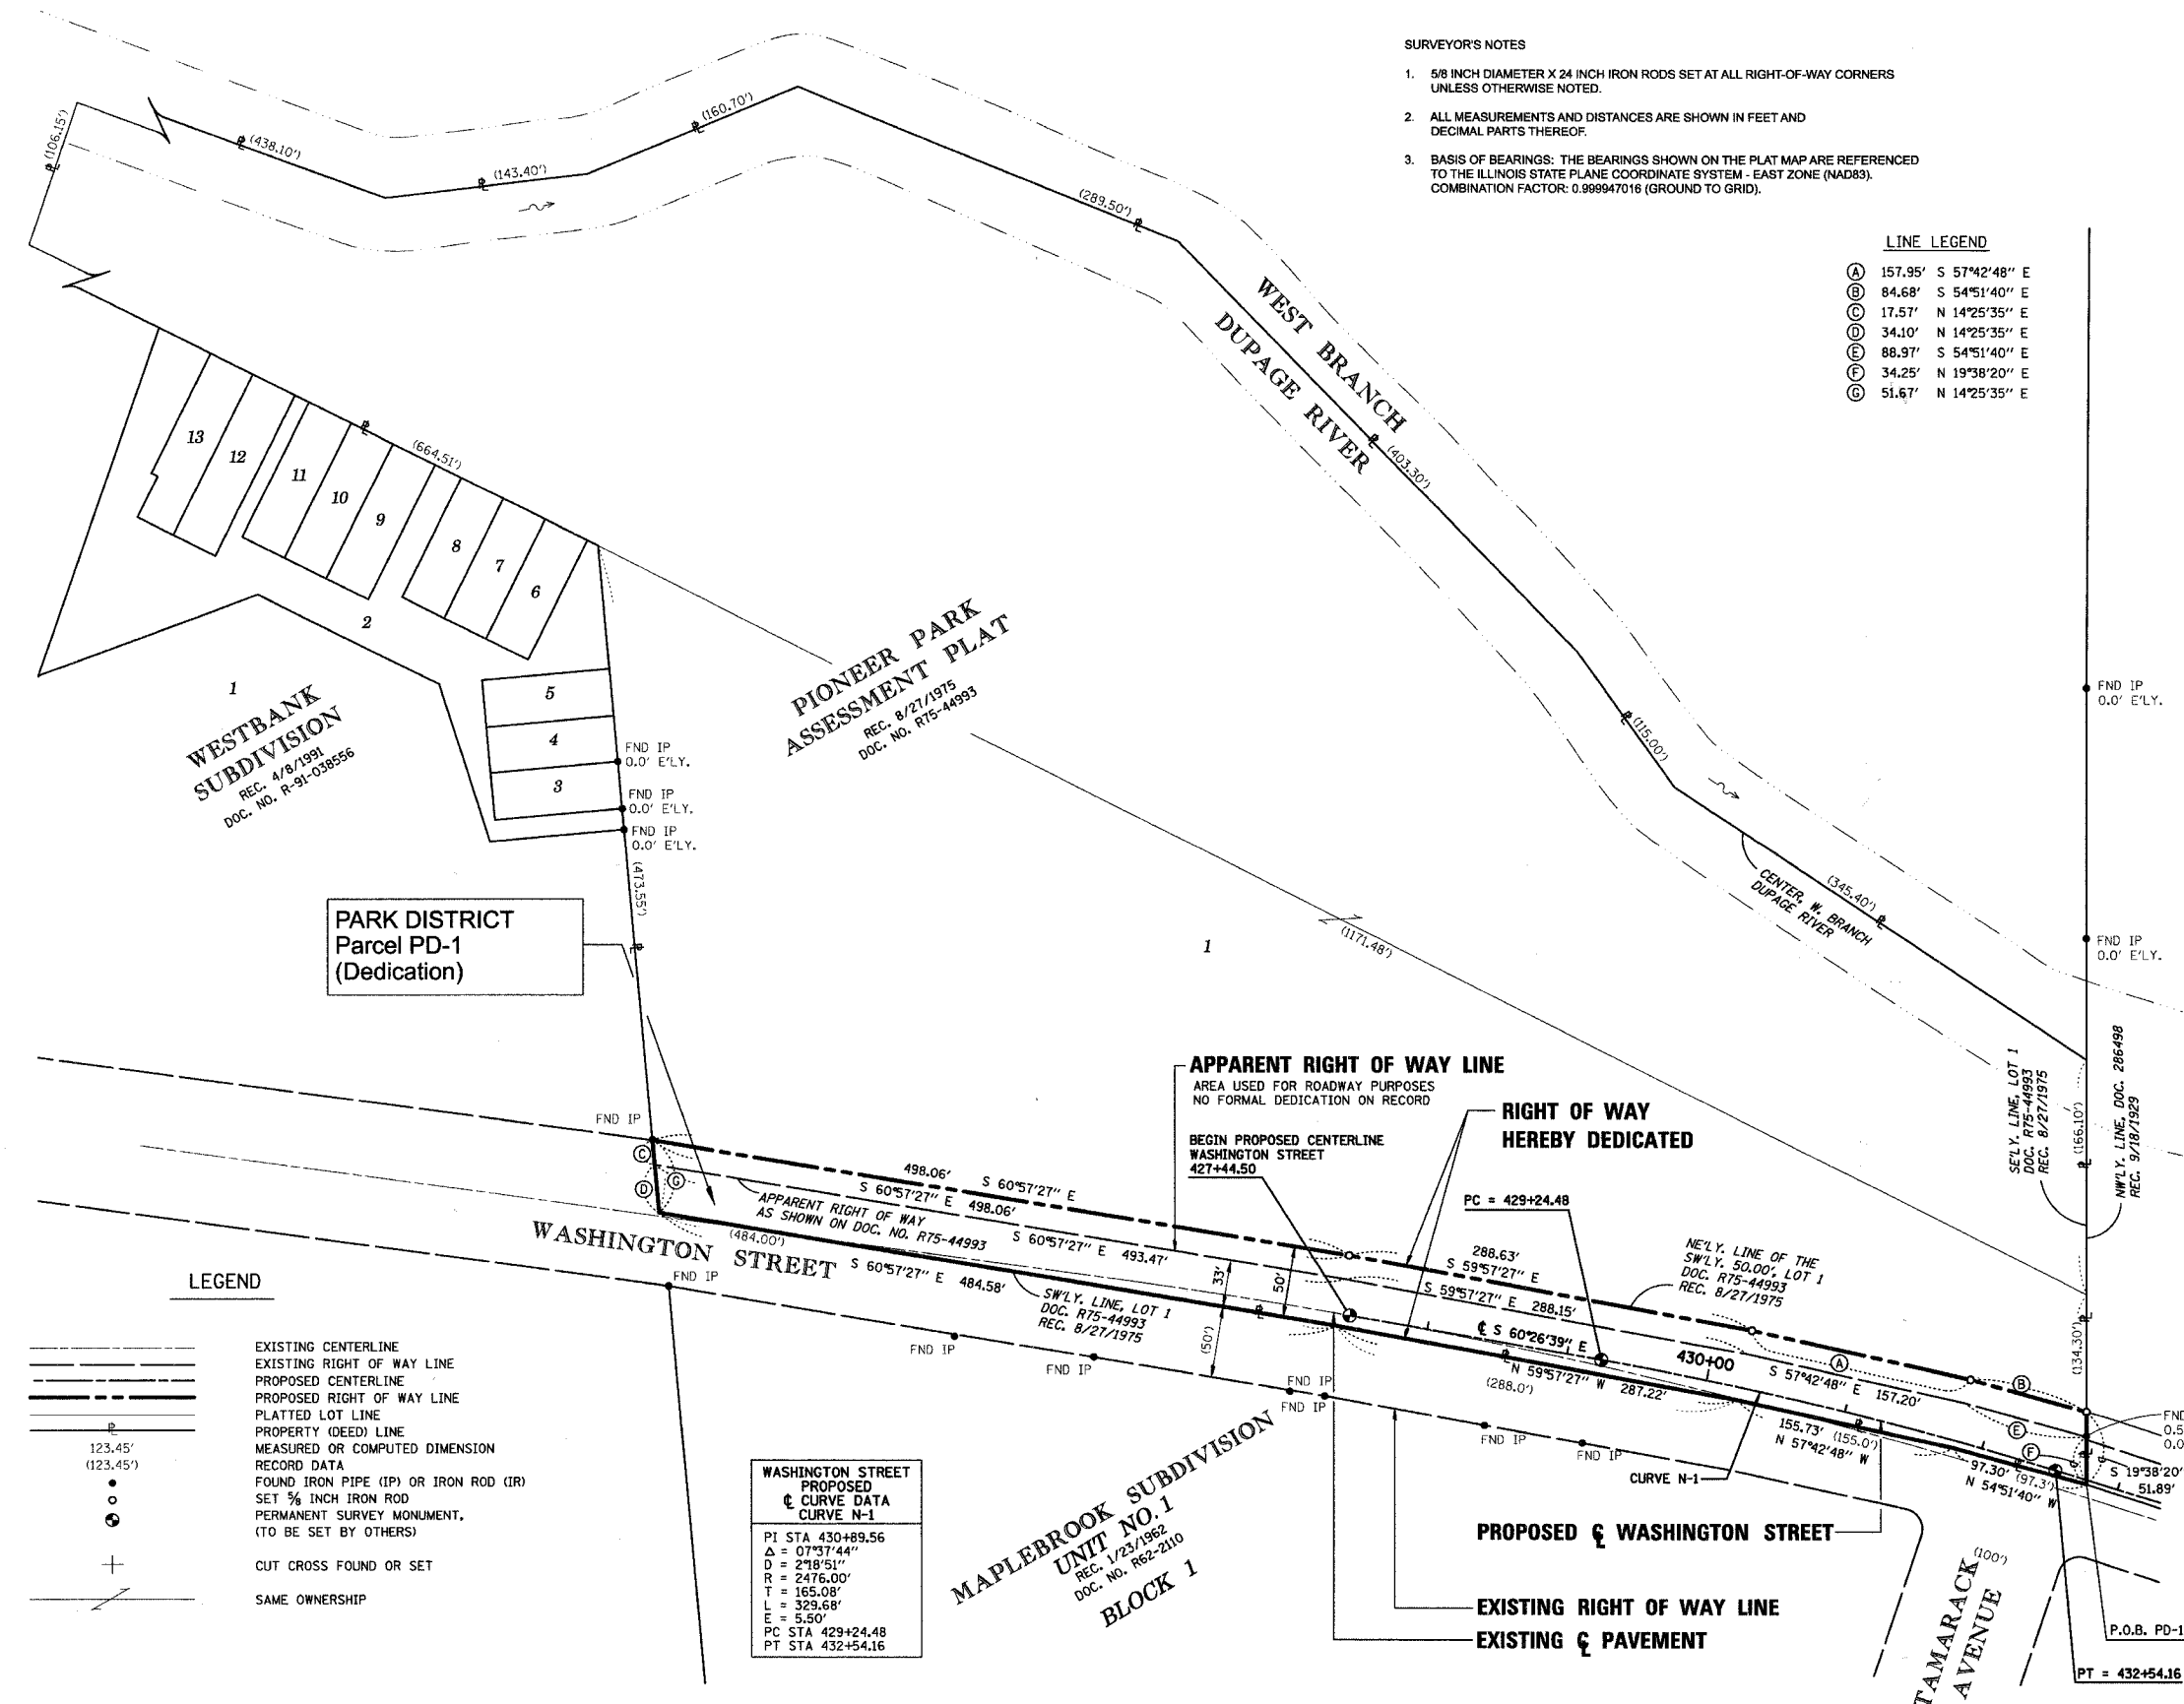 SURVEYOR'S NOTES
1. 5/8 INCH DIAMETER X 24 INCH IRON RODS SET AT ALL RIGHT-OF-WAY CORNERS
UNLESS OTHERWISE NOTED.
2. ALL MEASUREMENTS AND DISTANCES ARE SHOWN IN FEET AND
DECIMAL PARTS THEREOF.
3. BASIS OF BEARINGS: THE BEARINGS SHOWN ON THE PLAT MAP ARE REFERENCED
TO THE ILLINOIS STATE PLANE COORDINATE SYSTEM - EAST ZONE (NAD83).
COMBINATION FACTOR: 0.999947016 (GROUND TO GRID).
LINE LEGEND
Ⓐ 157.95' S 57°42'48" E
Ⓑ 84.68' S 54°51'40" E
Ⓒ 17.57' N 14°25'35" E
Ⓓ 34.10' N 14°25'35" E
Ⓔ 88.97' S 54°51'40" E
Ⓕ 34.25' N 19°38'20" E
Ⓖ 51.67' N 14°25'35" E
(106.15')
(438.10')
(143.40')
(160.70')
(289.50')
WEST BRANCH
DUPAGE RIVER
(403.30')
(115.00')
(345.40')
CENTER, W. BRANCH
DUPAGE RIVER
(664.51')
13
12
11
10
9
8
7
6
5
4
3
2
1
WESTBANK
SUBDIVISION
REC. 4/8/1991
DOC. NO. R-91-038556
PIONEER PARK
ASSESSMENT PLAT
REC. 8/27/1975
DOC. NO. R75-44993
FND IP
0.0' E'LY.
FND IP
0.0' E'LY.
FND IP
0.0' E'LY.
FND IP
0.0' E'LY.
FND IP
0.0' E'LY.
(473.55')
PARK DISTRICT
Parcel PD-1
(Dedication)
1
(1171.48')
SE'LY. LINE, LOT 1
DOC. R75-44993
REC. 8/27/1975
(166.10')
NW'LY. LINE, DOC. 286498
REC. 9/18/1929
(134.30')
APPARENT RIGHT OF WAY LINE
AREA USED FOR ROADWAY PURPOSES
NO FORMAL DEDICATION ON RECORD
RIGHT OF WAY
HEREBY DEDICATED
BEGIN PROPOSED CENTERLINE
WASHINGTON STREET
427+44.50
PC = 429+24.48
FND IP
Ⓒ
Ⓓ
Ⓖ
498.06' S 60°57'27" E
S 60°57'27" E 498.06'
APPARENT RIGHT OF WAY
AS SHOWN ON DOC. NO. R75-44993
S 60°57'27" E 493.47'
(484.00')
S 60°57'27" E 484.58'
WASHINGTON STREET
SW'LY. LINE, LOT 1
DOC. R75-44993
REC. 8/27/1975
33'
50'
(50')
288.63'
S 59°57'27" E
S 59°57'27" E 288.15'
℄ S 60°26'39" E
N 59°57'27" W 287.22'
(288.0')
430+00
NE'LY. LINE OF THE
SW'LY. 50.00', LOT 1
DOC. R75-44993
REC. 8/27/1975
Ⓐ
S 57°42'48" E 157.20'
155.73' (155.0')
N 57°42'48" W
Ⓑ
Ⓔ
Ⓕ
97.30' (97.3')
N 54°51'40" W
FND
0.5
0.0
S 19°38'20"
51.89'
FND IP
FND IP
FND IP
FND IP
FND IP
FND IP
FND IP
CURVE N-1
PROPOSED ℄ WASHINGTON STREET
EXISTING RIGHT OF WAY LINE
EXISTING ℄ PAVEMENT
TAMARACK
AVENUE
(100')
P.O.B. PD-1
PT = 432+54.16
MAPLEBROOK SUBDIVISION
UNIT NO. 1
REC. 1/23/1962
DOC. NO. R62-2110
BLOCK 1
WASHINGTON STREET
PROPOSED
℄ CURVE DATA
CURVE N-1
PI STA 430+89.56
Δ = 07°37'44"
D = 2°18'51"
R = 2476.00'
T = 165.08'
L = 329.68'
E = 5.50'
PC STA 429+24.48
PT STA 432+54.16
LEGEND
EXISTING CENTERLINE
EXISTING RIGHT OF WAY LINE
PROPOSED CENTERLINE
PROPOSED RIGHT OF WAY LINE
PLATTED LOT LINE
PROPERTY (DEED) LINE
123.45' MEASURED OR COMPUTED DIMENSION
(123.45') RECORD DATA
FOUND IRON PIPE (IP) OR IRON ROD (IR)
SET 5/8 INCH IRON ROD
PERMANENT SURVEY MONUMENT.
(TO BE SET BY OTHERS)
CUT CROSS FOUND OR SET
SAME OWNERSHIP